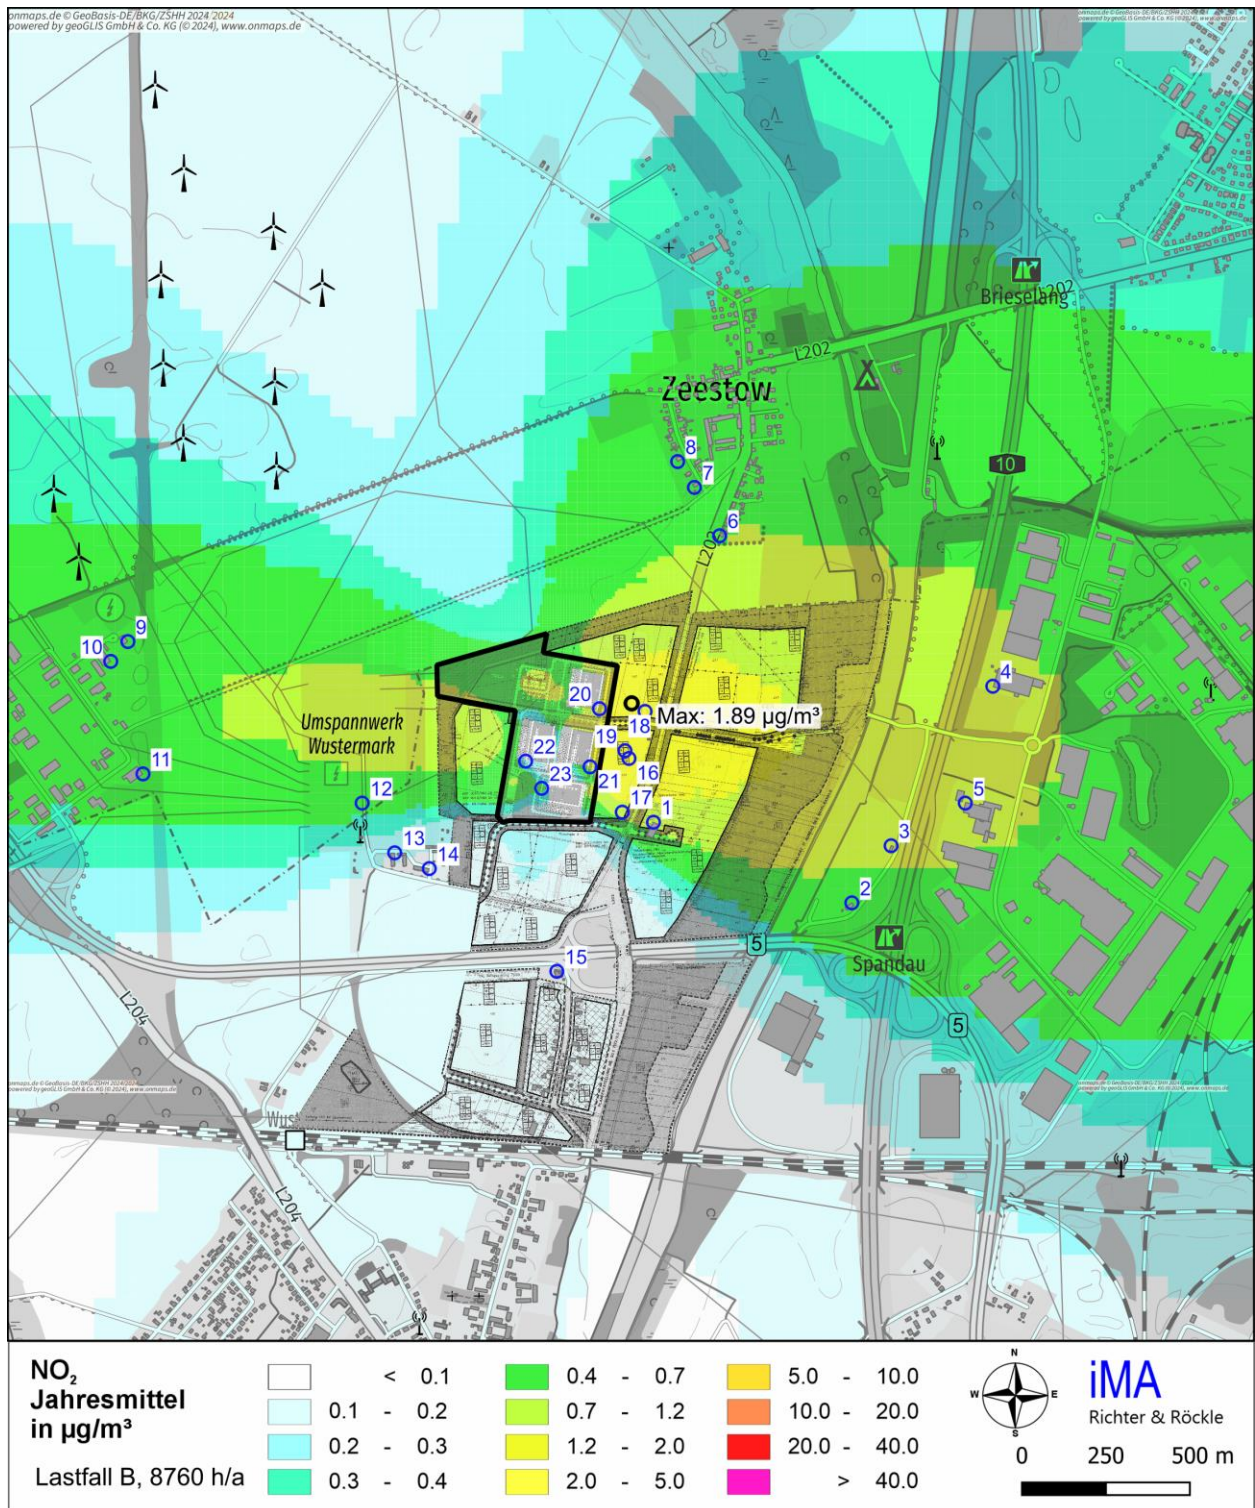 onmaps.de © GeoBasis-DE/BKG/ZSHH 2024 2024
powered by geoGLIS GmbH & Co. KG (© 2024), www.onmaps.de
Brieselang
L202
L202
Zeestow
8
7
10
6
L202
9
10
4
20
Umspannwerk
Wustermark
18
Max: 1.89 µg/m³
19
22
16
21
11
23
12
17
1
5
13
3
14
2
5
15
Spandau
L204
5
Wus
L204
NO₂
Jahresmittel
in µg/m³
Lastfall B, 8760 h/a
< 0.1
0.1 - 0.2
0.2 - 0.3
0.3 - 0.4
0.4 - 0.7
0.7 - 1.2
1.2 - 2.0
2.0 - 5.0
5.0 - 10.0
10.0 - 20.0
20.0 - 40.0
> 40.0
N
W
E
S
iMA
Richter & Röckle
0 250 500 m